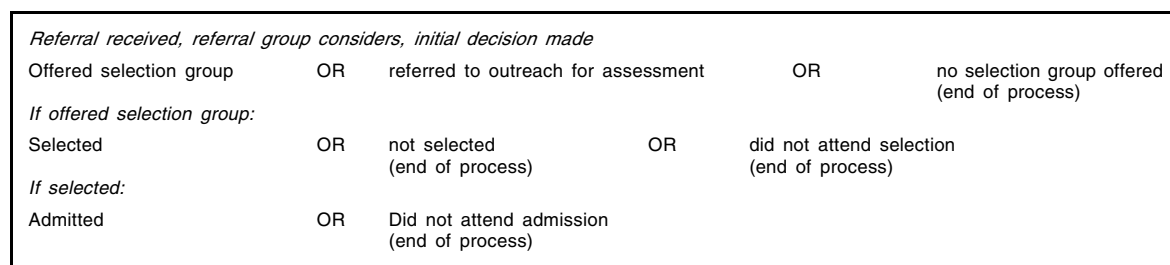 Referral received, referral group considers, initial decision made
Offered selection group OR referred to outreach for assessment OR no selection group offered
(end of process)
If offered selection group:
Selected OR not selected OR did not attend selection
(end of process) (end of process)
If selected:
Admitted OR Did not attend admission
(end of process)